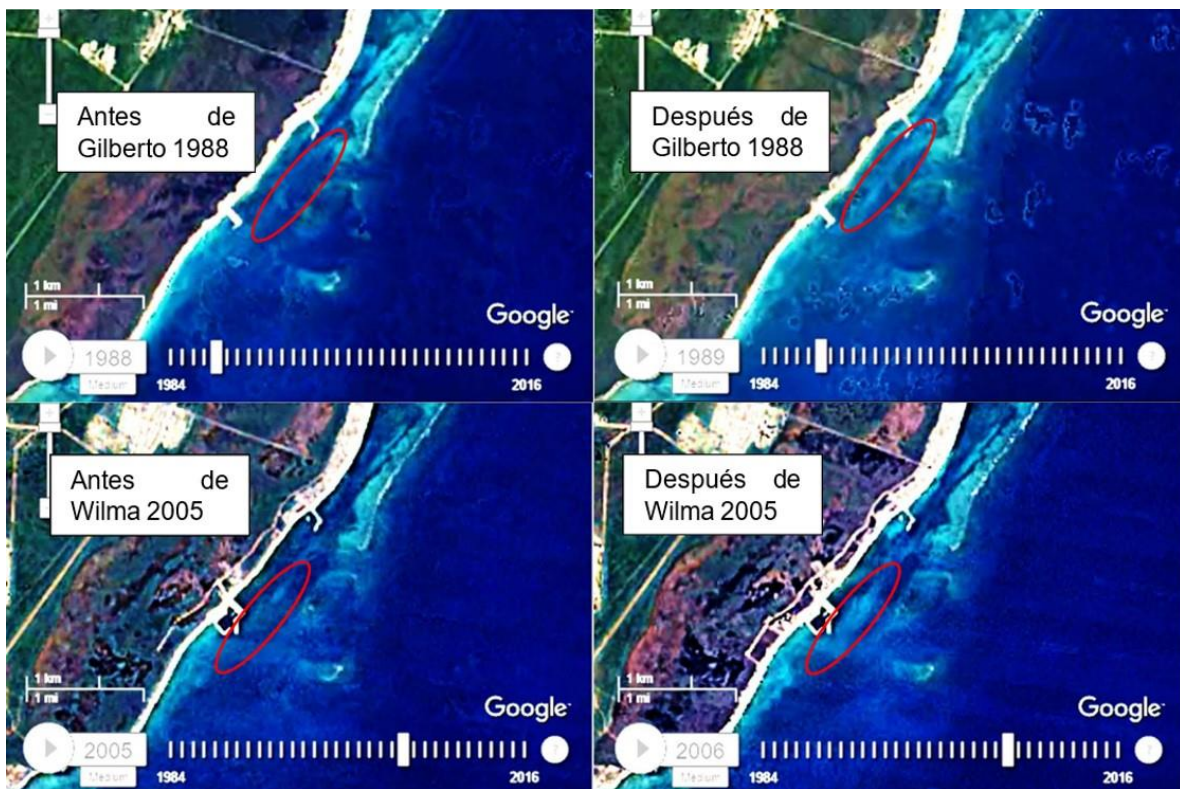 Antes de
Gilberto 1988
1 km
1 mi
Google
1988
Medium
1984
2016
?
Después de
Gilberto 1988
1 km
1 mi
Google
1989
Medium
1984
2016
?
Antes de
Wilma 2005
1 km
1 mi
Google
2005
Medium
1984
2016
?
Después de
Wilma 2005
1 km
1 mi
Google
2006
Medium
1984
2016
?